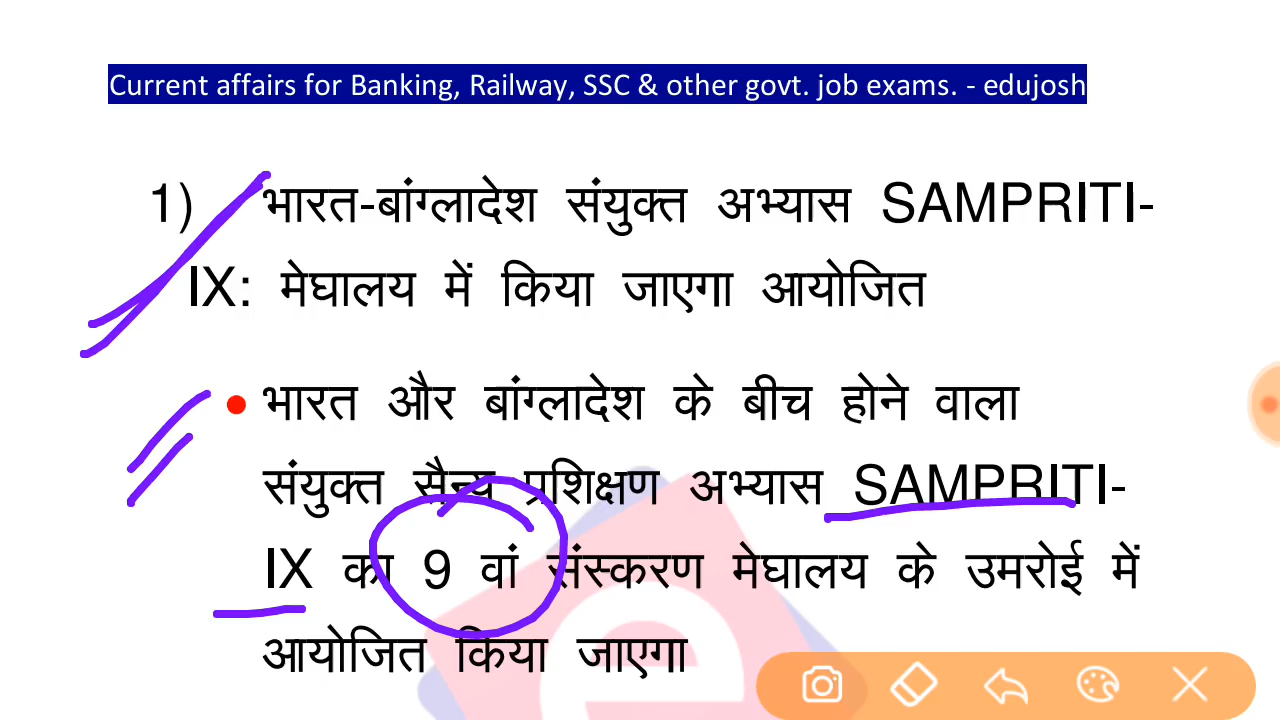 Current affairs for Banking, Railway, SSC & other govt. job exams. - edujosh
1) भारत-बांग्लादेश संयुक्त अभ्यास SAMPRITI-
IX: मेघालय में किया जाएगा आयोजित
• भारत और बांग्लादेश के बीच होने वाला
संयुक्त सैन्य प्रशिक्षण अभ्यास SAMPRITI-
IX का 9 वां संस्करण मेघालय के उमरोई में
आयोजित किया जाएगा